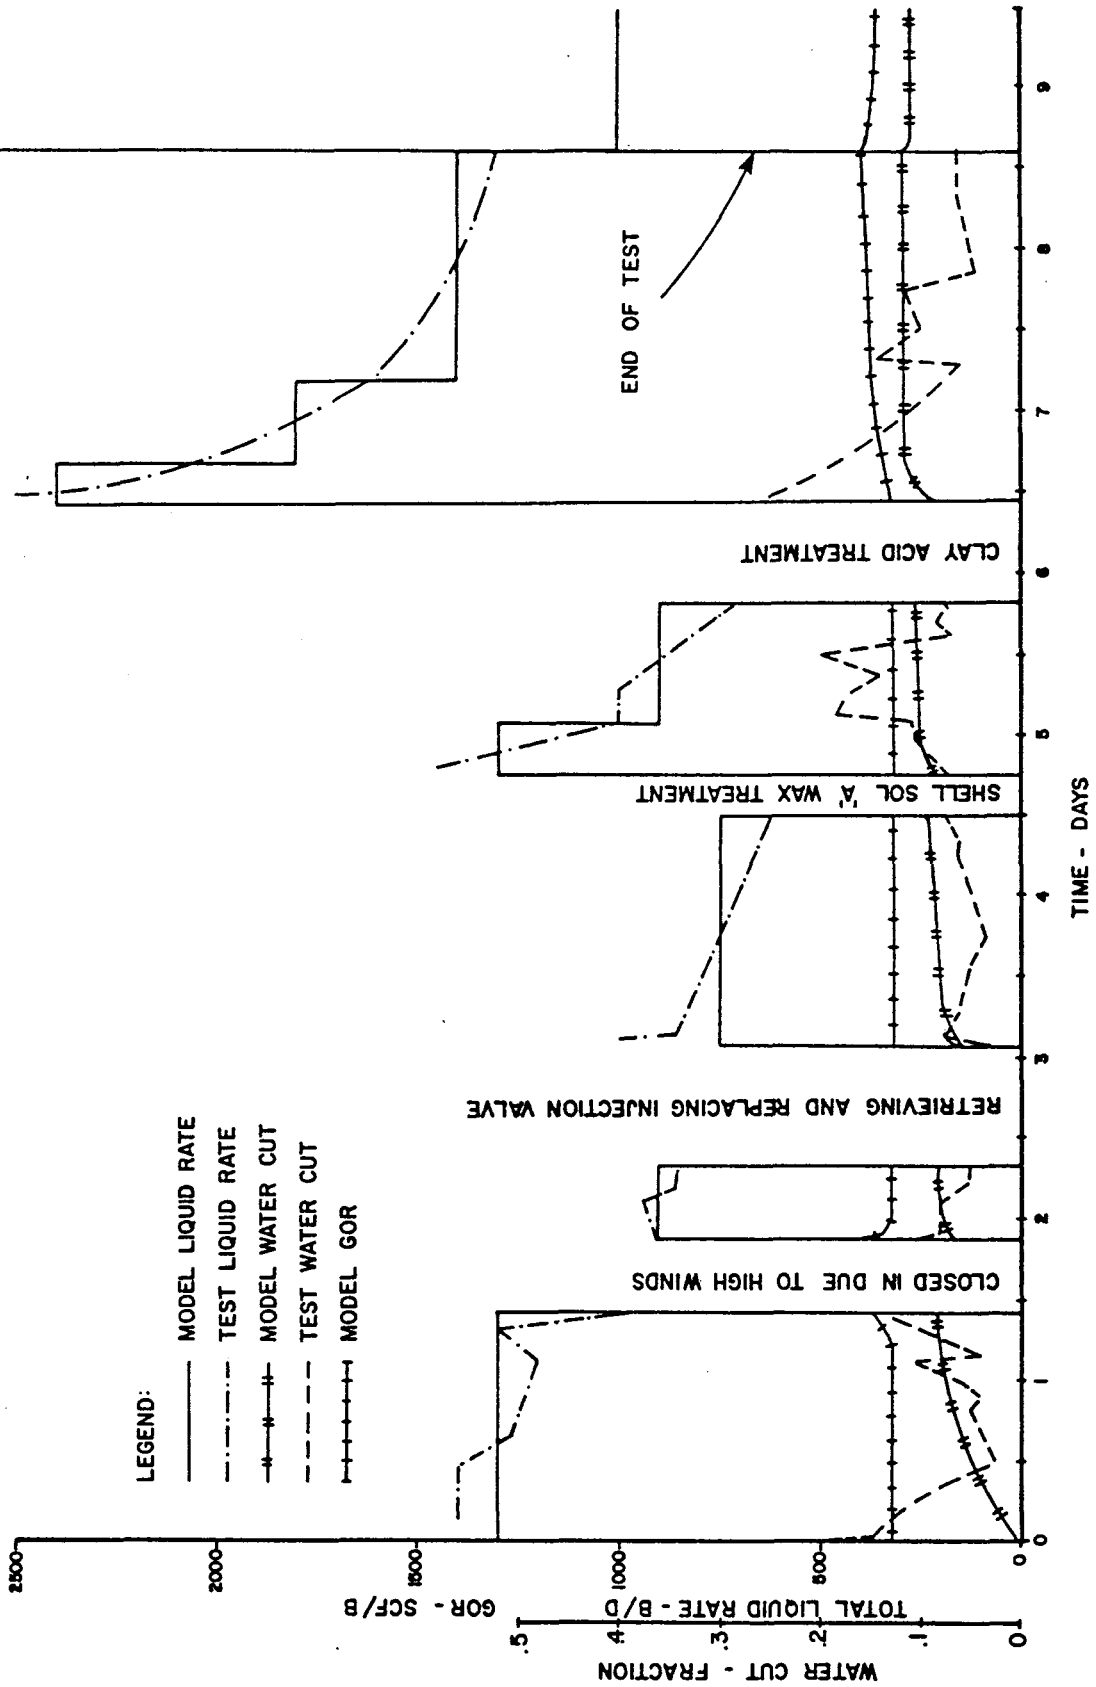 LEGEND:
MODEL LIQUID RATE
TEST LIQUID RATE
MODEL WATER CUT
TEST WATER CUT
MODEL GOR
END OF TEST
CLOSED IN DUE TO HIGH WINDS
RETRIEVING AND REPLACING INJECTION VALVE
SHELL SOL 'A' WAX TREATMENT
CLAY ACID TREATMENT
WATER CUT - FRACTION
.5 .4 .3 0.2 .1 0
TOTAL LIQUID RATE - B/D
GOR - SCF/B
2500 2000 1500 1000 500 0
0 1 2 3 4 5 6 7 8 9
TIME - DAYS